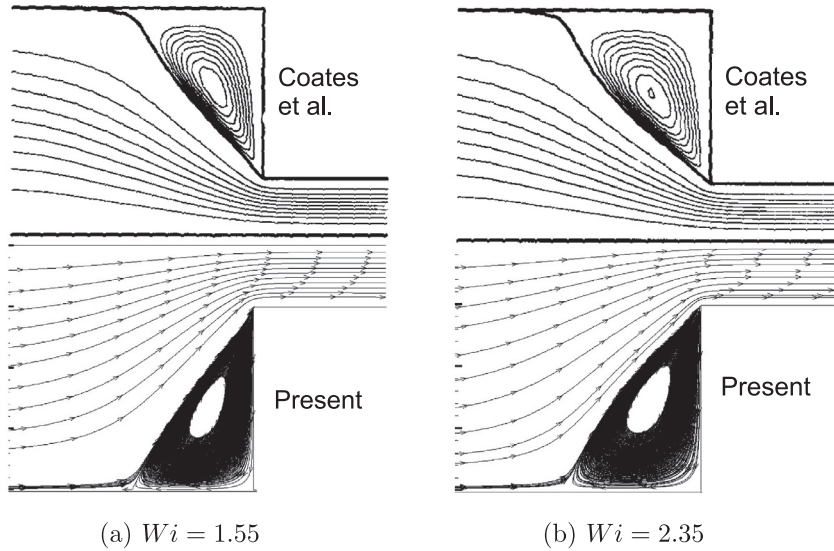 Coates
et al.
Present
(a) Wi = 1.55
Coates
et al.
Present
(b) Wi = 2.35